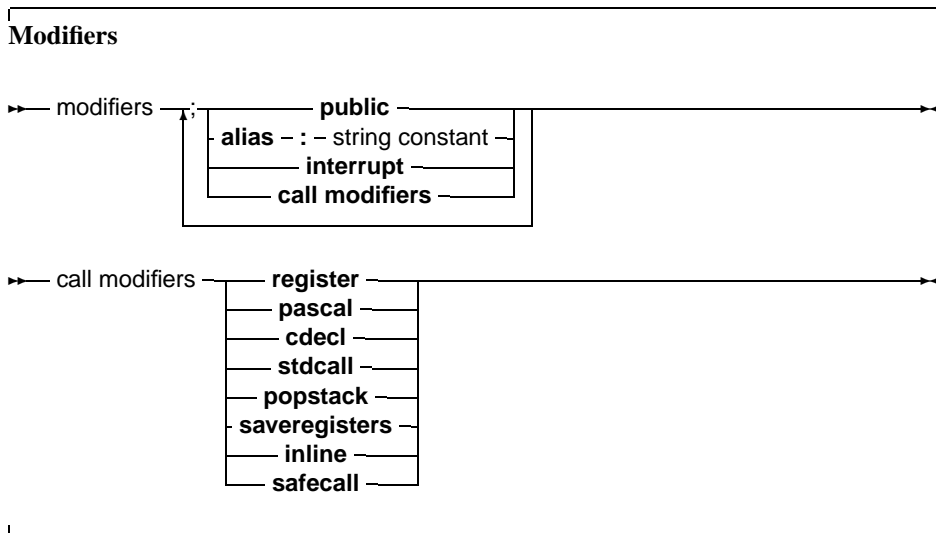 Modifiers
modifiers ; public
alias : string constant
interrupt
call modifiers
call modifiers register
pascal
cdecl
stdcall
popstack
saveregisters
inline
safecall